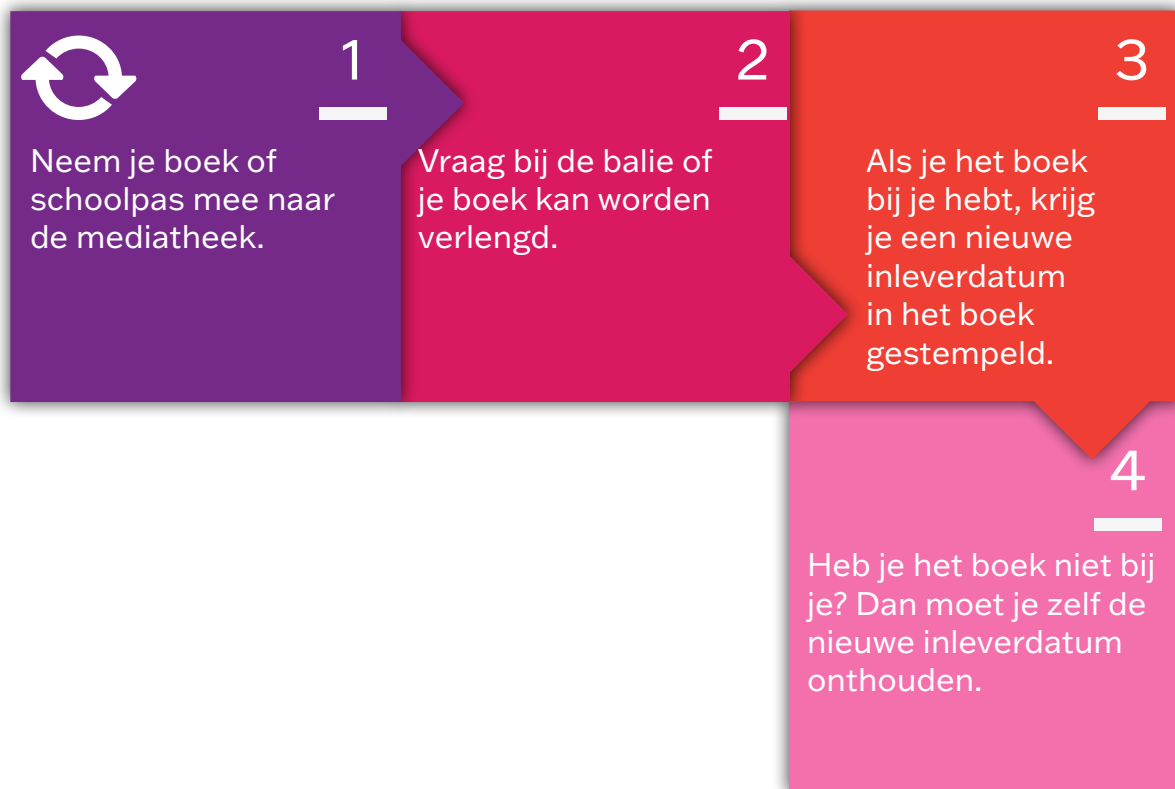 1
Neem je boek of
schoolpas mee naar
de mediatheek.
2
Vraag bij de balie of
je boek kan worden
verlengd.
3
Als je het boek
bij je hebt, krijg
je een nieuwe
inleverdatum
in het boek
gestempeld.
4
Heb je het boek niet bij
je? Dan moet je zelf de
nieuwe inleverdatum
onthouden.